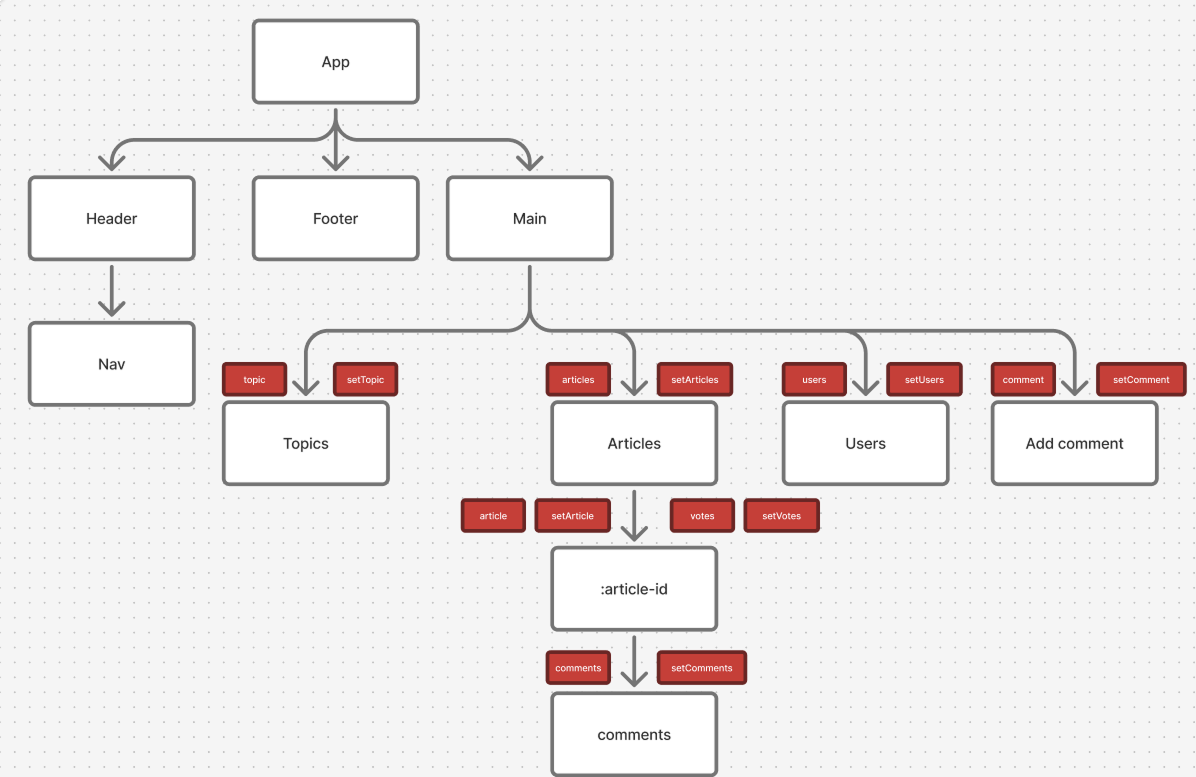 App
Header
Footer
Main
Nav
topic
setTopic
articles
setArticles
users
setUsers
comment
setComment
Topics
Articles
Users
Add comment
article
setArticle
votes
setVotes
:article-id
comments
setComments
comments